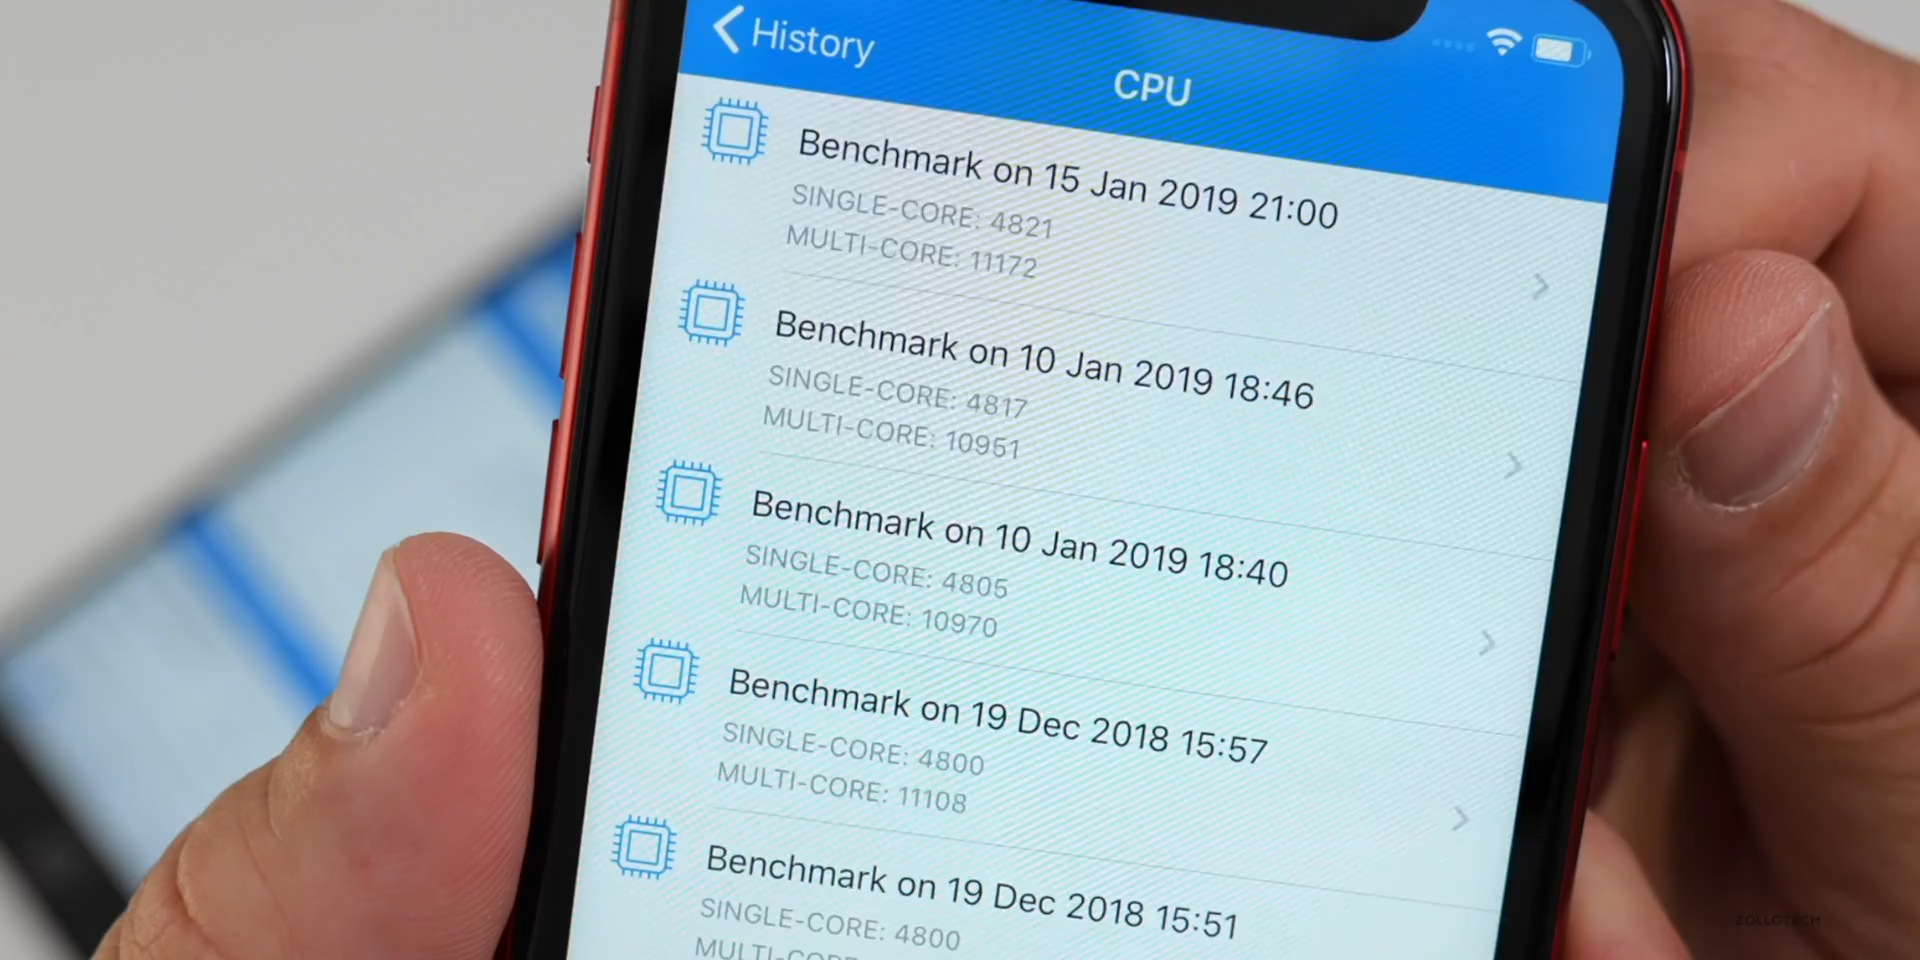 History
CPU
Benchmark on 15 Jan 2019 21:00
SINGLE-CORE: 4821
MULTI-CORE: 11172
Benchmark on 10 Jan 2019 18:46
SINGLE-CORE: 4817
MULTI-CORE: 10951
Benchmark on 10 Jan 2019 18:40
SINGLE-CORE: 4805
MULTI-CORE: 10970
Benchmark on 19 Dec 2018 15:57
SINGLE-CORE: 4800
MULTI-CORE: 11108
Benchmark on 19 Dec 2018 15:51
SINGLE-CORE: 4800
MULTI-CORE:
ZOLLOTECH